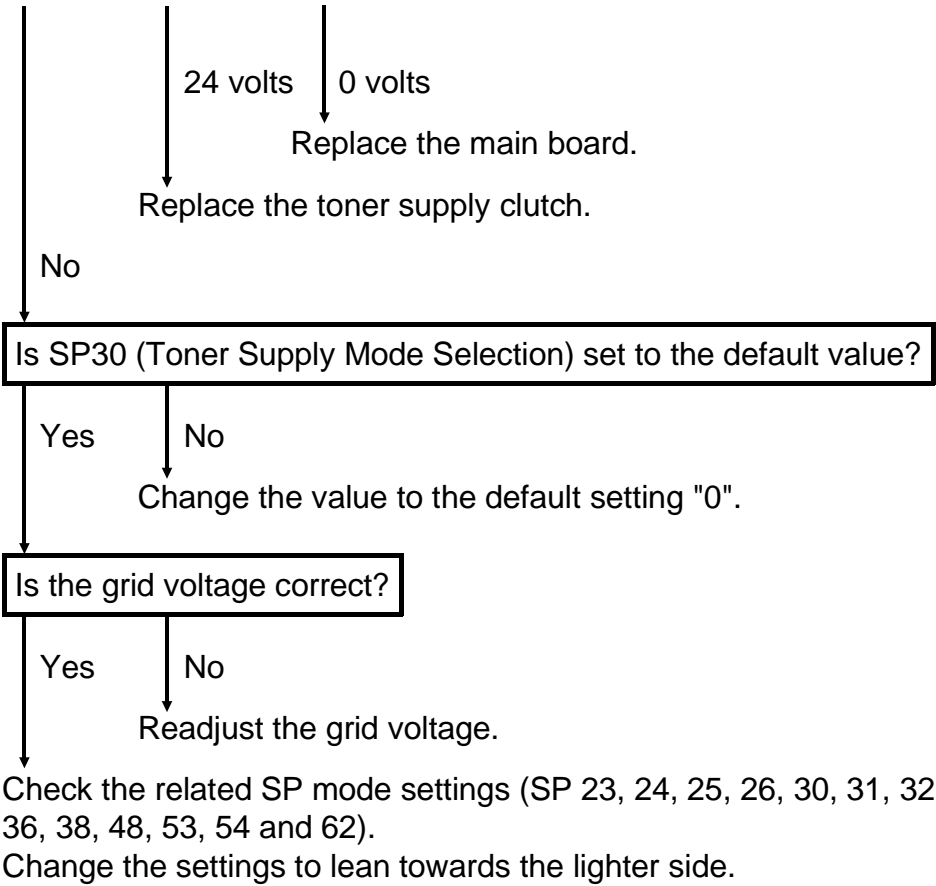 24 volts
0 volts
Replace the main board.
Replace the toner supply clutch.
No
Is SP30 (Toner Supply Mode Selection) set to the default value?
Yes
No
Change the value to the default setting "0".
Is the grid voltage correct?
Yes
No
Readjust the grid voltage.
Check the related SP mode settings (SP 23, 24, 25, 26, 30, 31, 32
36, 38, 48, 53, 54 and 62).
Change the settings to lean towards the lighter side.